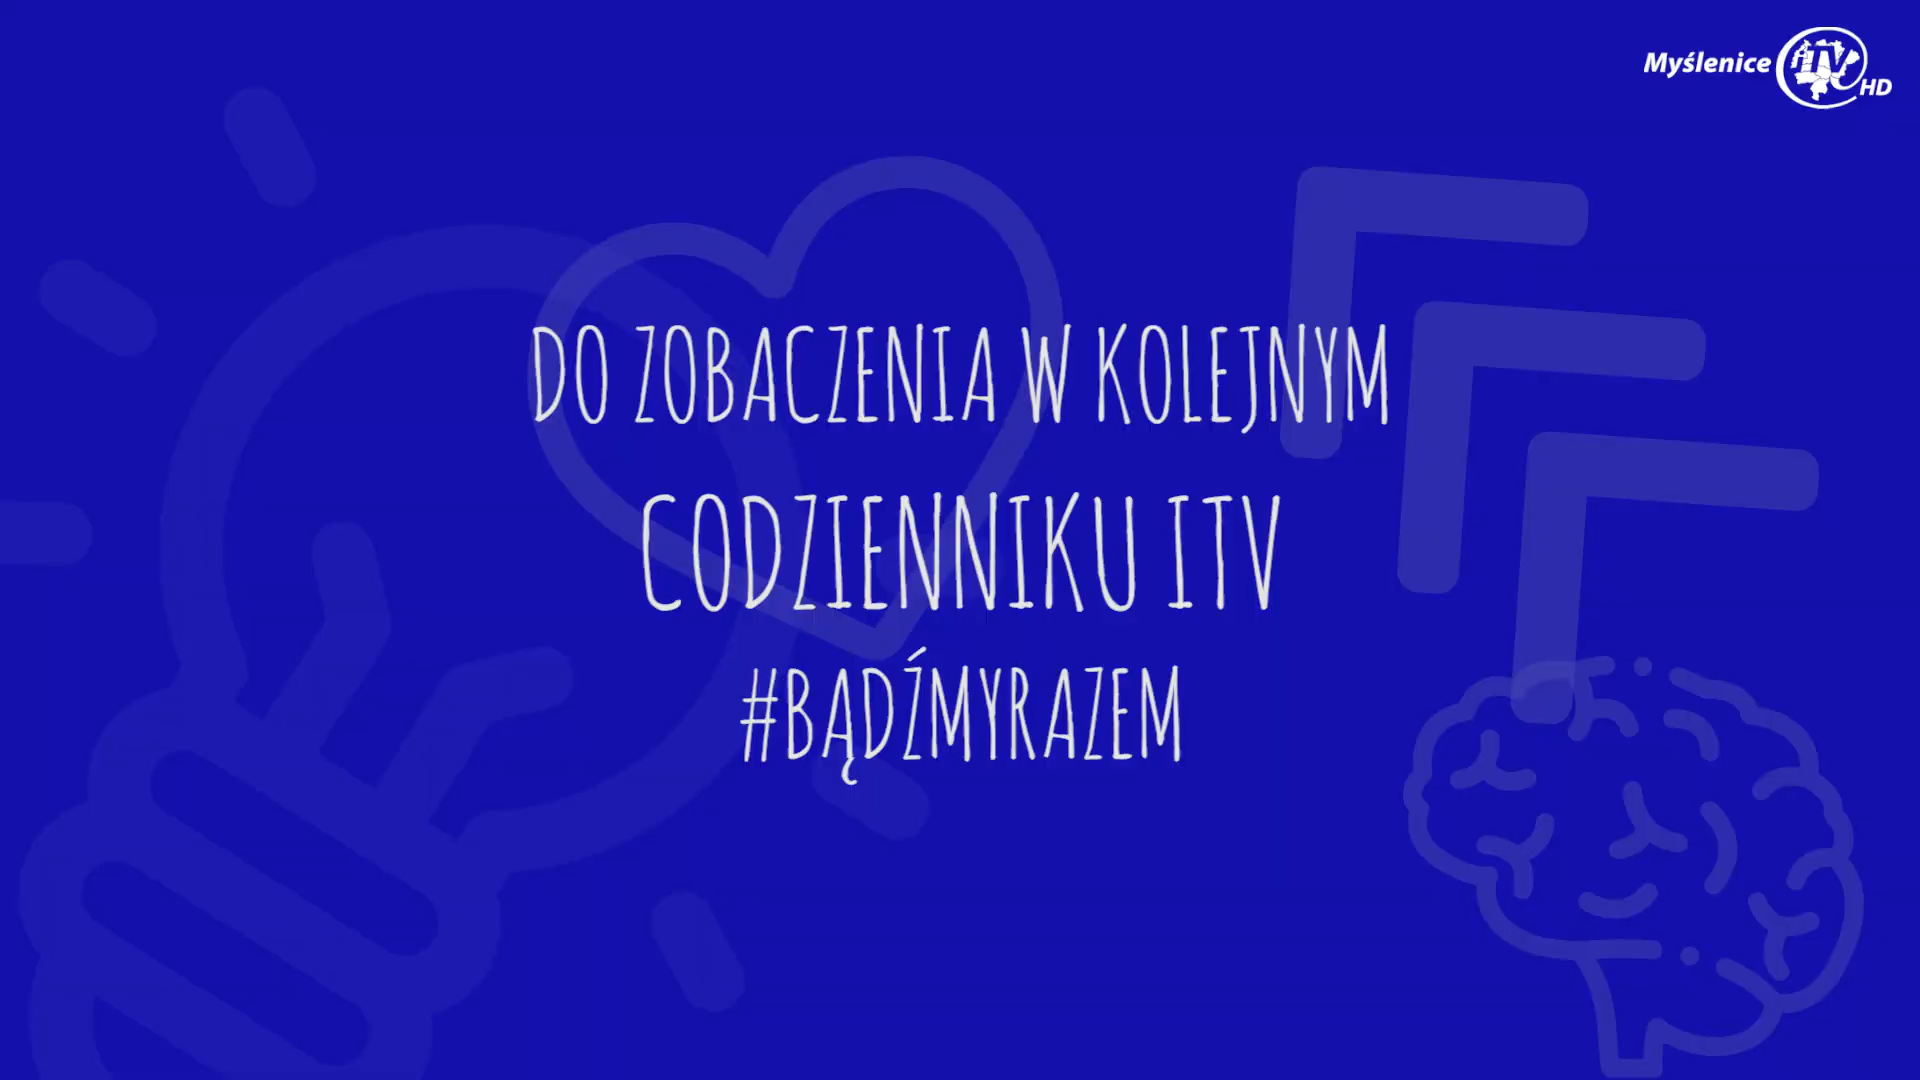 Myślenice iTV HD
DO ZOBACZENIA W KOLEJNYM
CODZIENNIKU ITV
#BĄDŹMYRAZEM